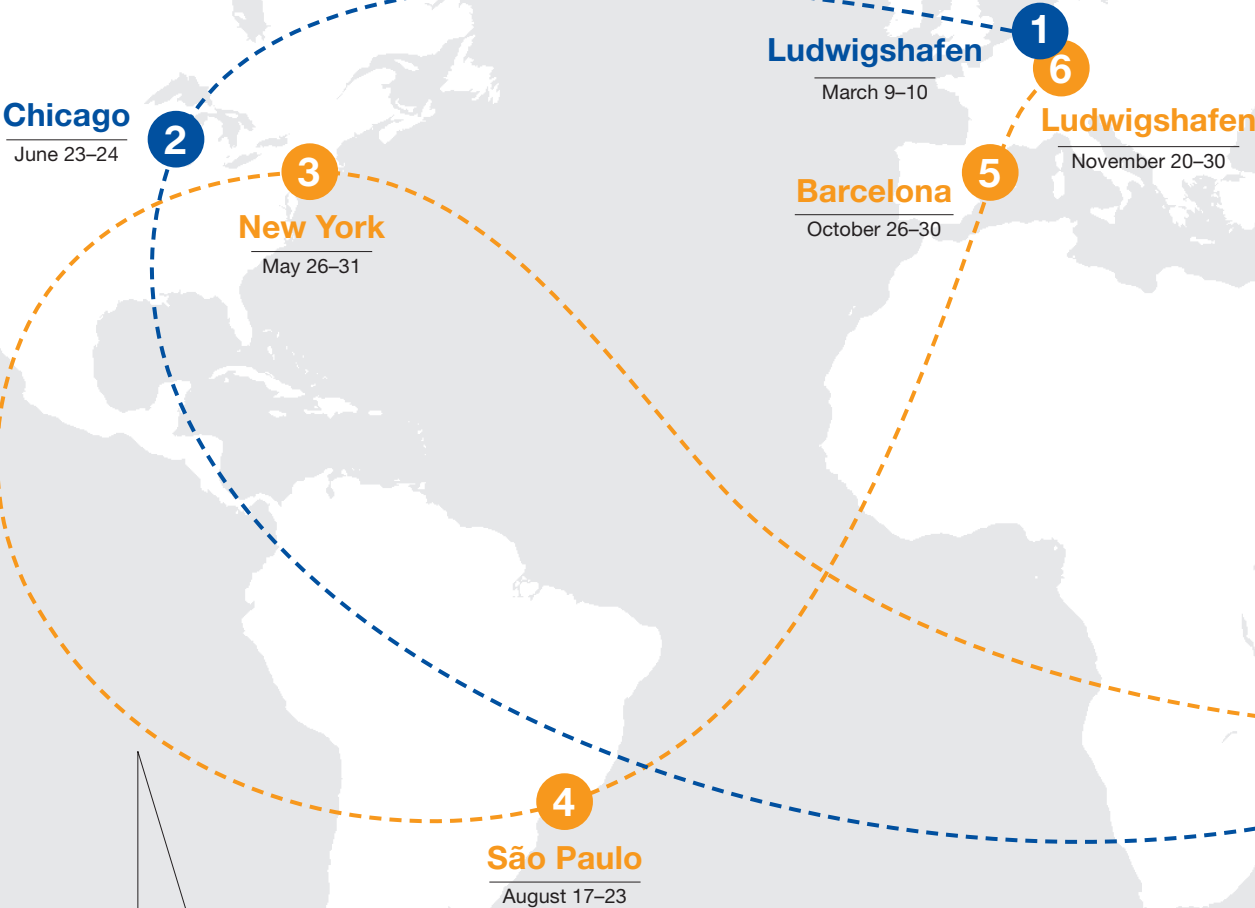 1
Ludwigshafen
March 9–10
6
Ludwigshafen
November 20–30
Chicago
June 23–24
2
3
New York
May 26–31
5
Barcelona
October 26–30
4
São Paulo
August 17–23